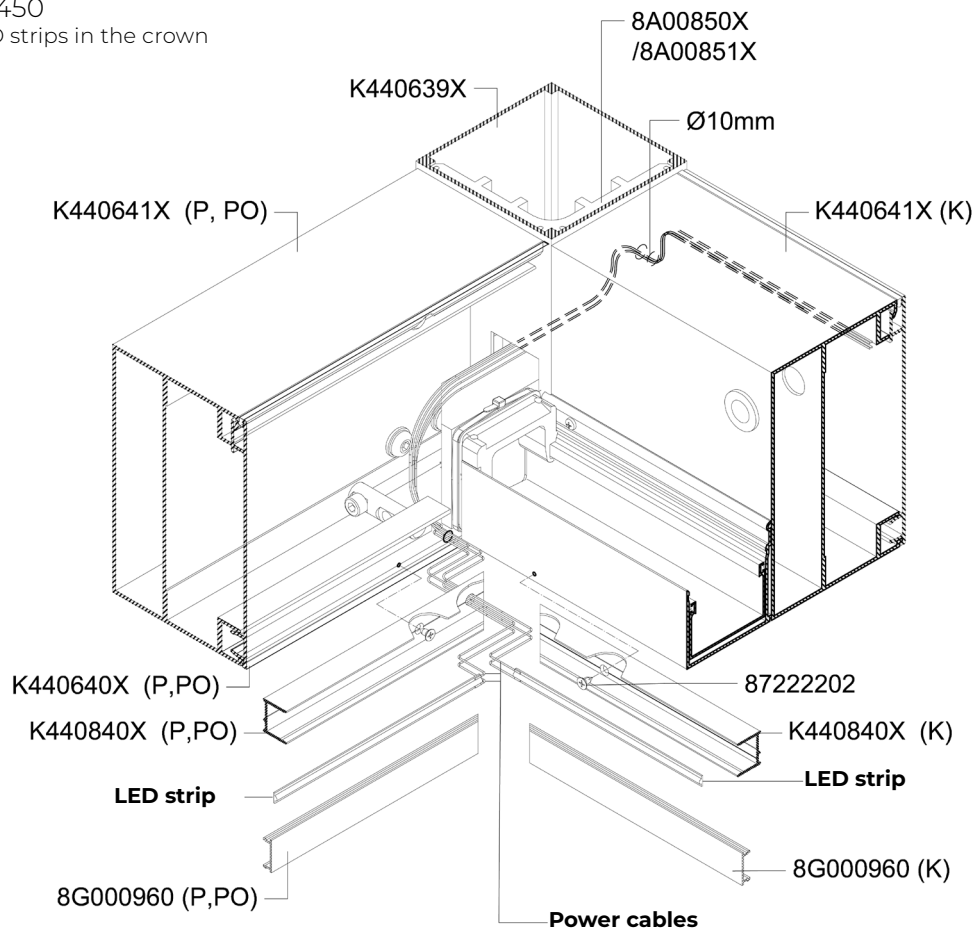 450
strips in the crown
8A00850X
/8A00851X
K440639X
Ø10mm
K440641X (P, PO)
K440641X (K)
K440640X (P,PO)
87222202
K440840X (P,PO)
K440840X (K)
LED strip
LED strip
8G000960 (P,PO)
8G000960 (K)
Power cables